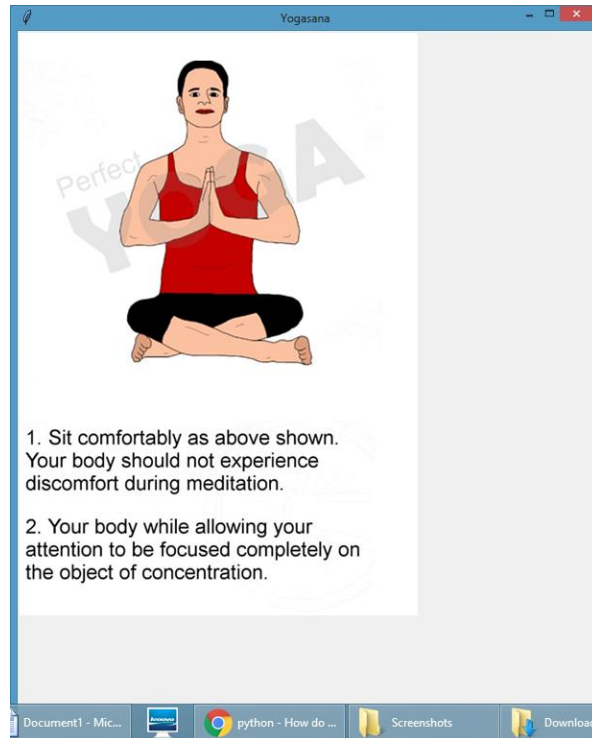 Yogasana
Perfect
YOGA
1. Sit comfortably as above shown.
Your body should not experience
discomfort during meditation.
2. Your body while allowing your
attention to be focused completely on
the object of concentration.
Document1 - Mic...
lenovo
python - How do ...
Screenshots
Download